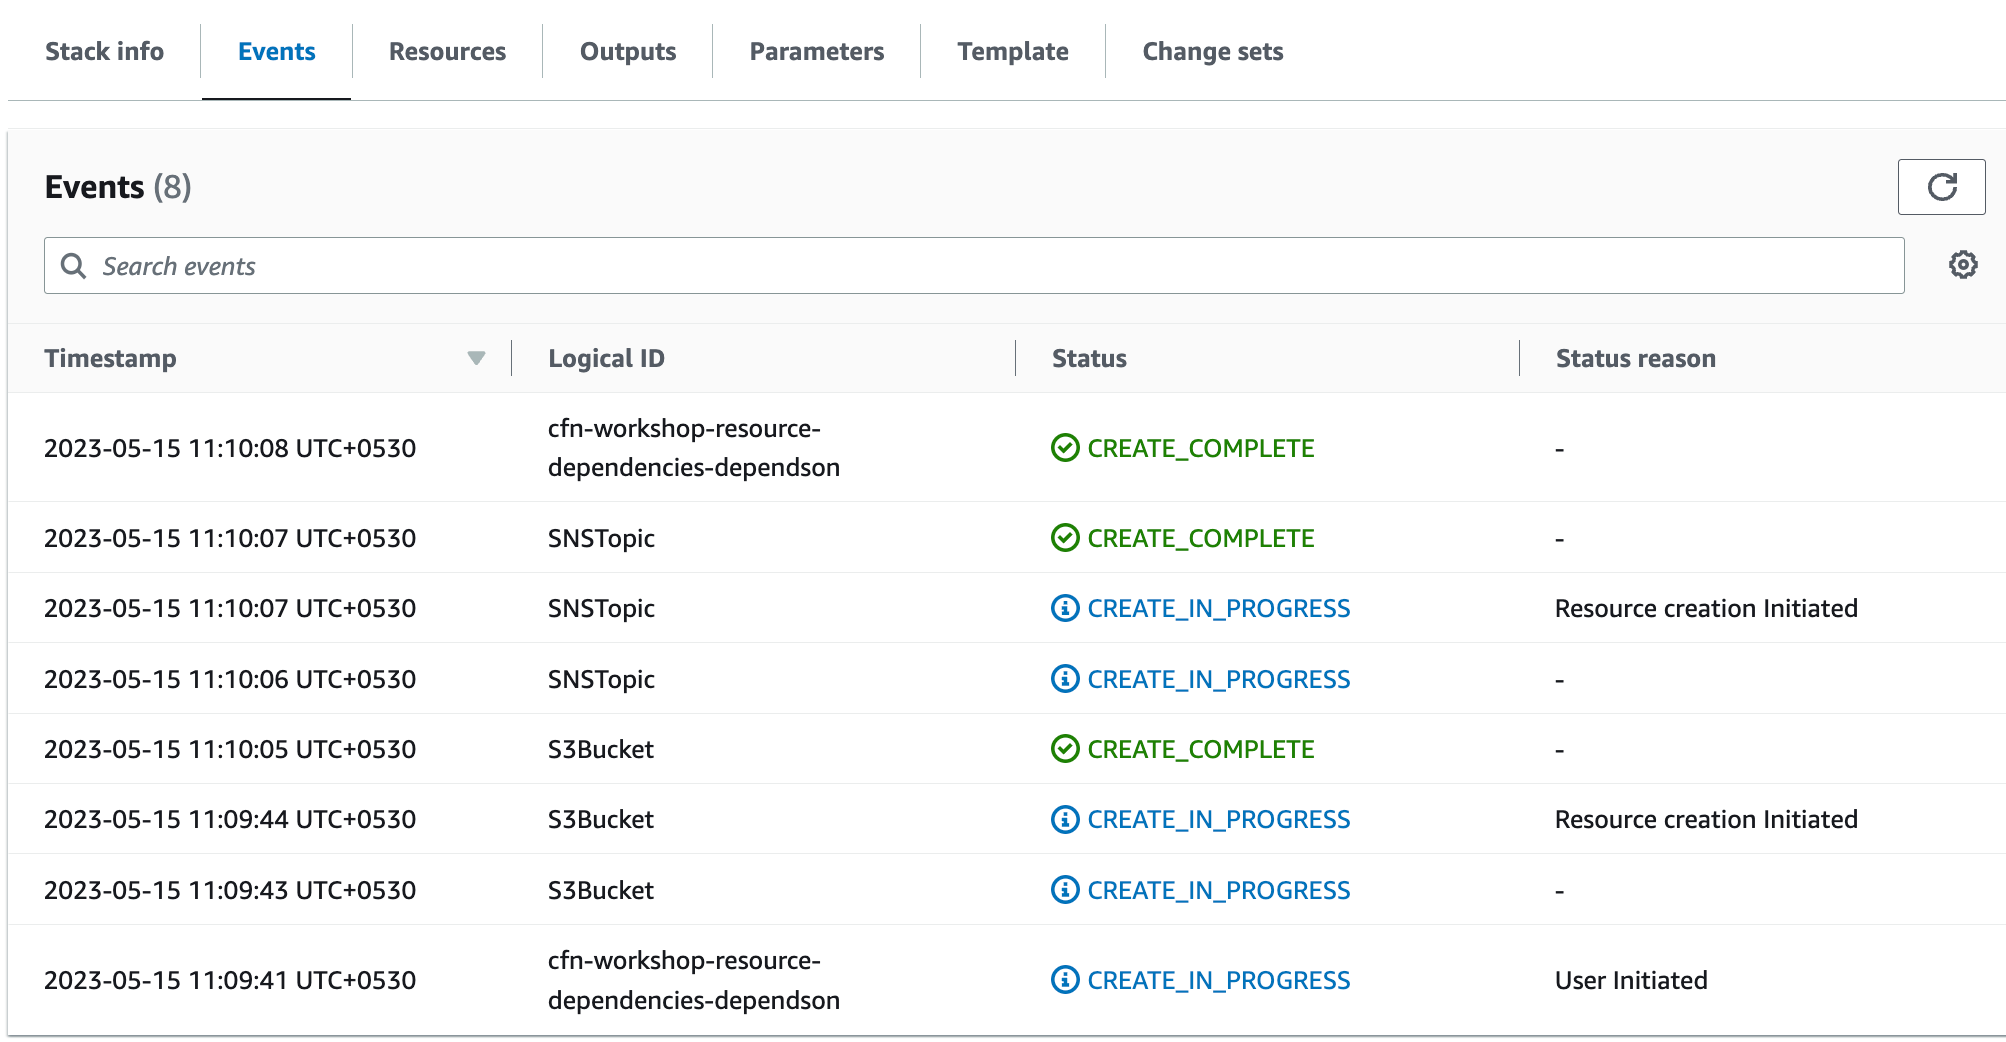 Stack info Events Resources Outputs Parameters Template Change sets
Events (8)
Search events
Timestamp Logical ID Status Status reason
2023-05-15 11:10:08 UTC+0530 cfn-workshop-resource- CREATE_COMPLETE -
dependencies-dependson
2023-05-15 11:10:07 UTC+0530 SNSTopic CREATE_COMPLETE -
2023-05-15 11:10:07 UTC+0530 SNSTopic CREATE_IN_PROGRESS Resource creation Initiated
2023-05-15 11:10:06 UTC+0530 SNSTopic CREATE_IN_PROGRESS -
2023-05-15 11:10:05 UTC+0530 S3Bucket CREATE_COMPLETE -
2023-05-15 11:09:44 UTC+0530 S3Bucket CREATE_IN_PROGRESS Resource creation Initiated
2023-05-15 11:09:43 UTC+0530 S3Bucket CREATE_IN_PROGRESS -
2023-05-15 11:09:41 UTC+0530 cfn-workshop-resource- CREATE_IN_PROGRESS User Initiated
dependencies-dependson